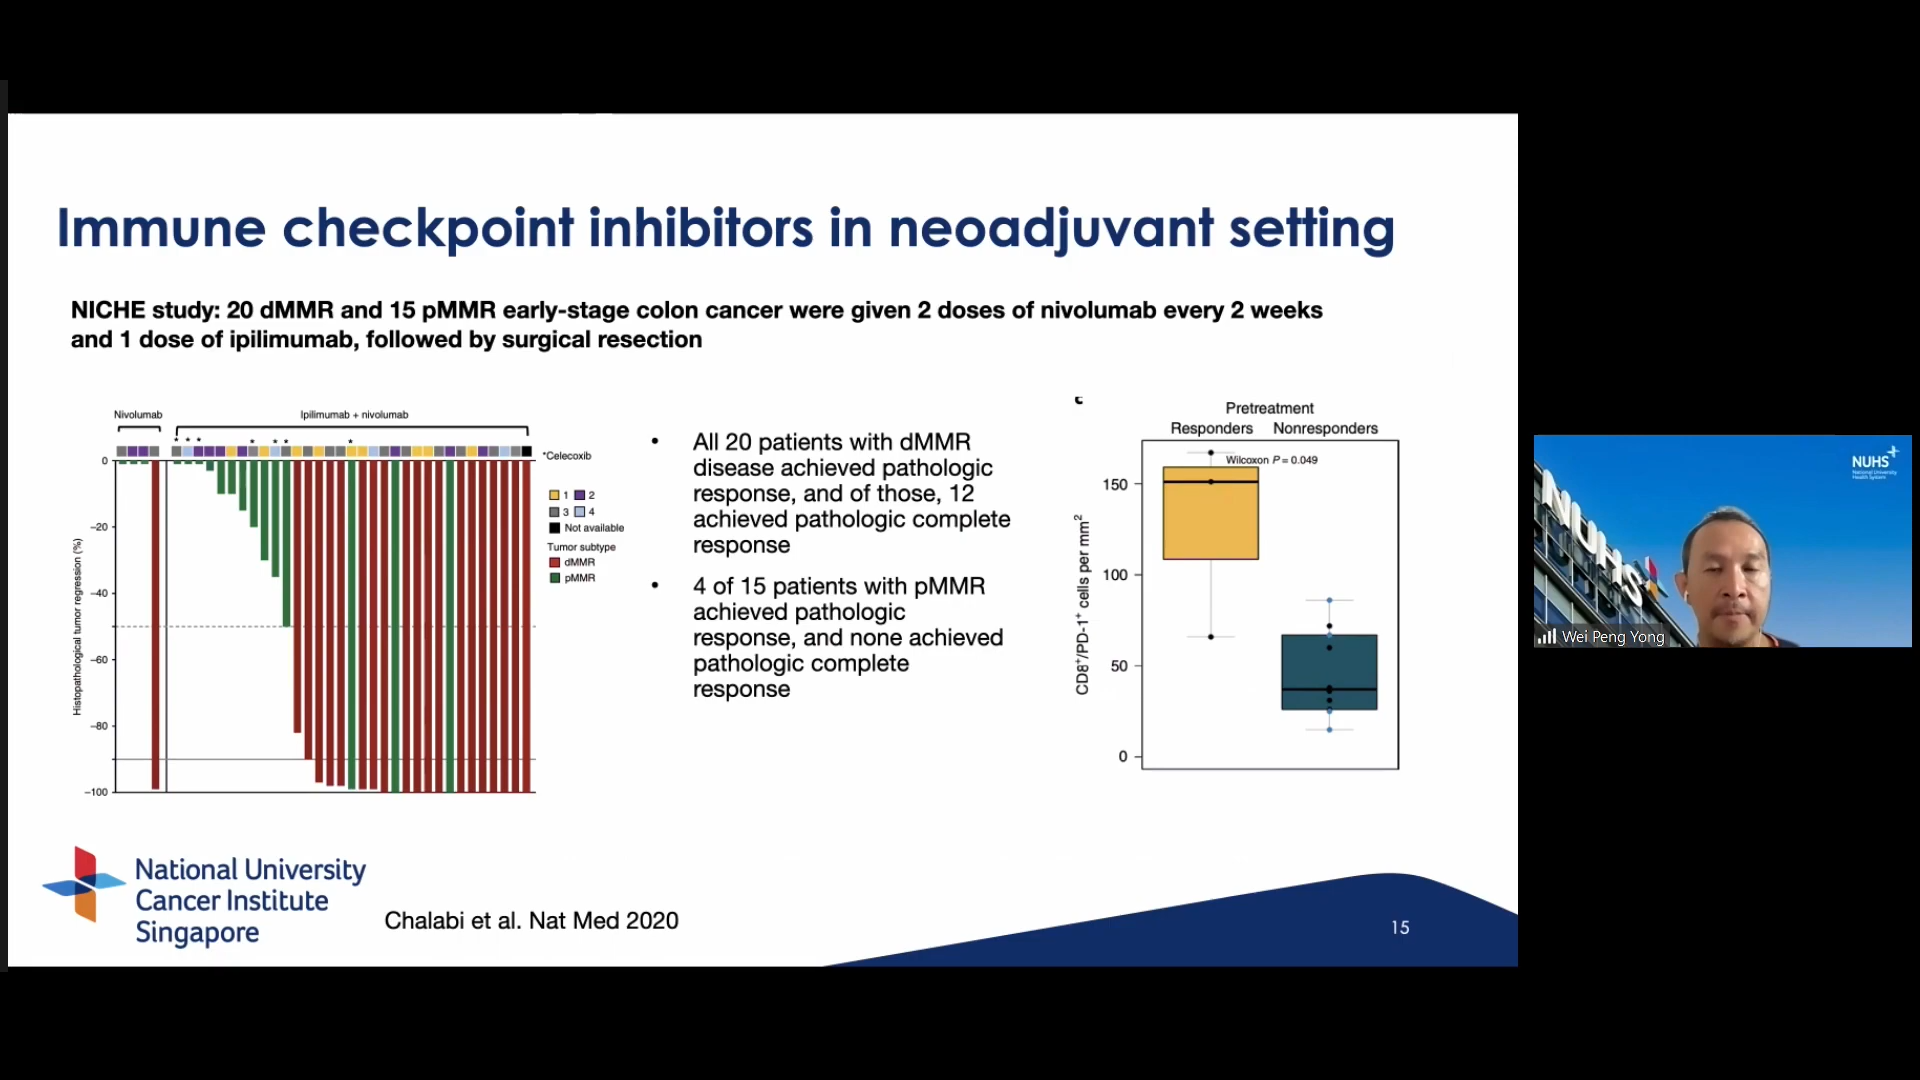 Immune checkpoint inhibitors in neoadjuvant setting
NICHE study: 20 dMMR and 15 pMMR early-stage colon cancer were given 2 doses of nivolumab every 2 weeks
and 1 dose of ipilimumab, followed by surgical resection
Nivolumab
Ipilimumab + nivolumab
* * * * * * *
*Celecoxib
1 2
3 4
Not available
Tumor subtype
dMMR
pMMR
Histopathological tumor regression (%)
0
−20
−40
−60
−80
−100
• All 20 patients with dMMR
disease achieved pathologic
response, and of those, 12
achieved pathologic complete
response
• 4 of 15 patients with pMMR
achieved pathologic
response, and none achieved
pathologic complete
response
c
Pretreatment
Responders Nonresponders
Wilcoxon P = 0.049
CD8⁺/PD-1⁺ cells per mm²
150
100
50
0
National University
Cancer Institute
Singapore
Chalabi et al. Nat Med 2020
15
NUHS
National University
Health System
NUHS
Wei Peng Yong